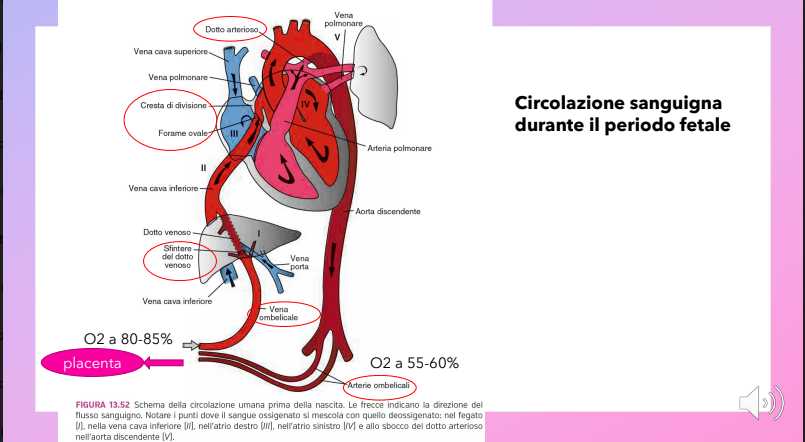 Circolazione sanguigna
durante il periodo fetale
Vena
polmonare
V
Dotto arterioso
Vena cava superiore
Vena polmonare
Cresta di divisione
Forame ovale
III
IV
Arteria polmonare
II
Vena cava inferiore
Aorta discendente
Dotto venoso
I
Sfintere
del dotto
venoso
Vena
porta
Vena cava inferiore
Vena
ombelicale
O2 a 80-85%
placenta
O2 a 55-60%
Arterie ombelicali
FIGURA 13.52 Schema della circolazione umana prima della nascita. Le frecce indicano la direzione del
flusso sanguigno. Notare i punti dove il sangue ossigenato si mescola con quello deossigenato: nel fegato
[I], nella vena cava inferiore [II], nell'atrio destro [III], nell'atrio sinistro [IV] e allo sbocco del dotto arterioso
nell'aorta discendente [V].